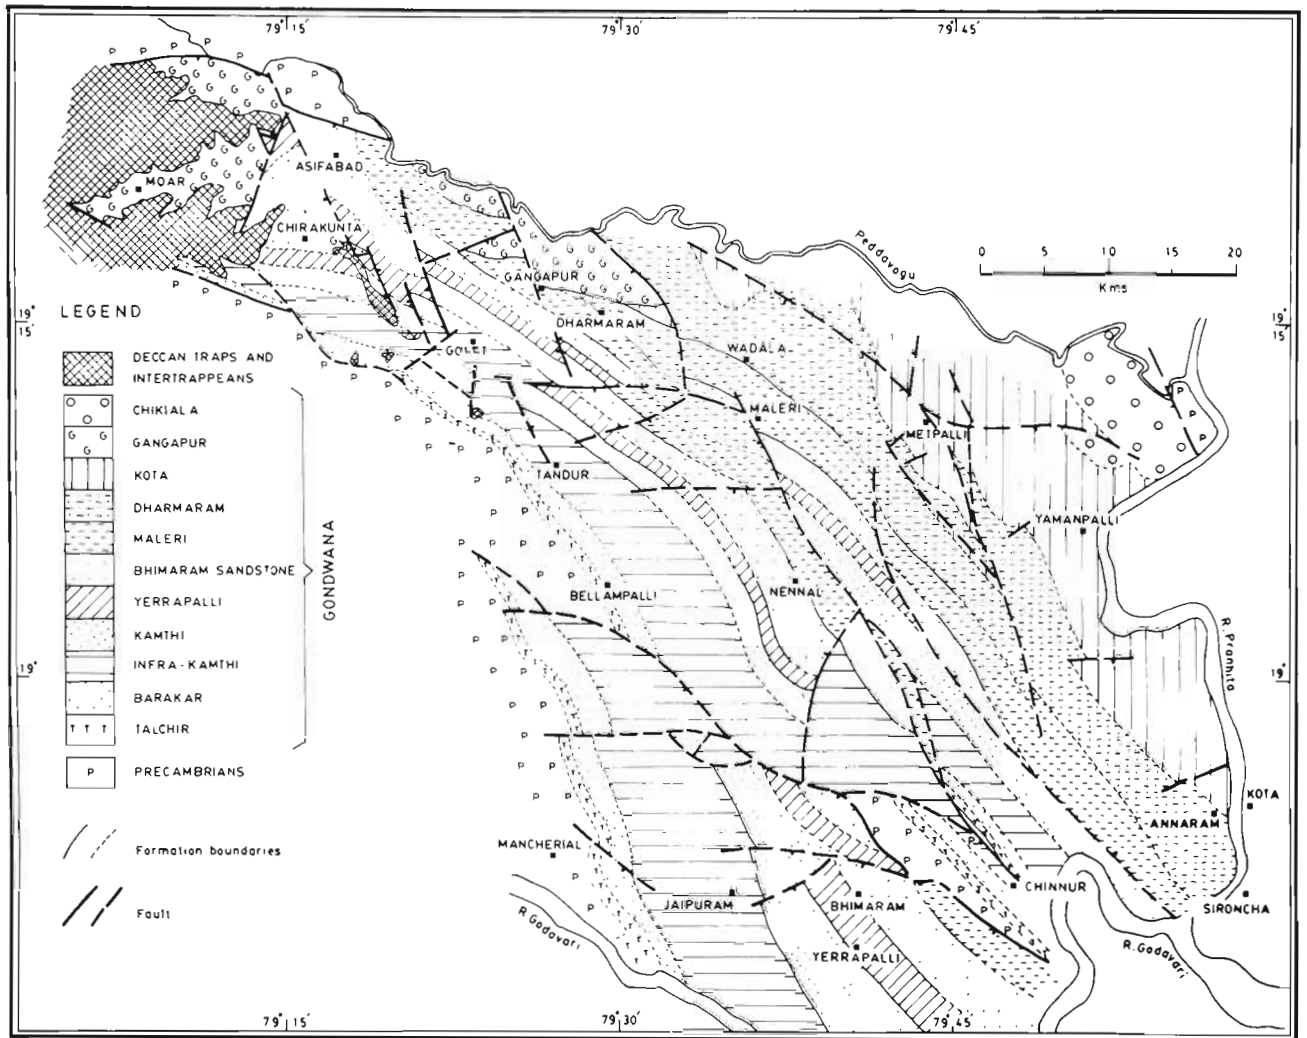 79° 15′
79° 30′
79° 45′
ASIFABAD
MOAR
CHIRAKUNTA
Peddavagu
0 5 10 15 20
Kms
GANGAPUR
19° 15′
19° 15′
LEGEND
DHARMARAM
GOLET
WADALA
DECCAN TRAPS AND
INTERTRAPPEANS
CHIKIALA
MALERI
GANGAPUR
METPALLI
KOTA
TANDUR
DHARMARAM
YAMANPALLI
MALERI
BHIMARAM SANDSTONE
GONDWANA
BELLAMPALLI
NENNAL
YERRAPALLI
KAMTHI
R. Pranhita
INFRA-KAMTHI
19°
19°
BARAKAR
T T T
TALCHIR
P
PRECAMBRIANS
KOTA
ANNARAM
Formation boundaries
MANCHERIAL
CHINNUR
JAIPURAM
BHIMARAM
SIRONCHA
Fault
R. Godavari
YERRAPALLI
R. Godavari
79° 15′
79° 30′
79° 45′